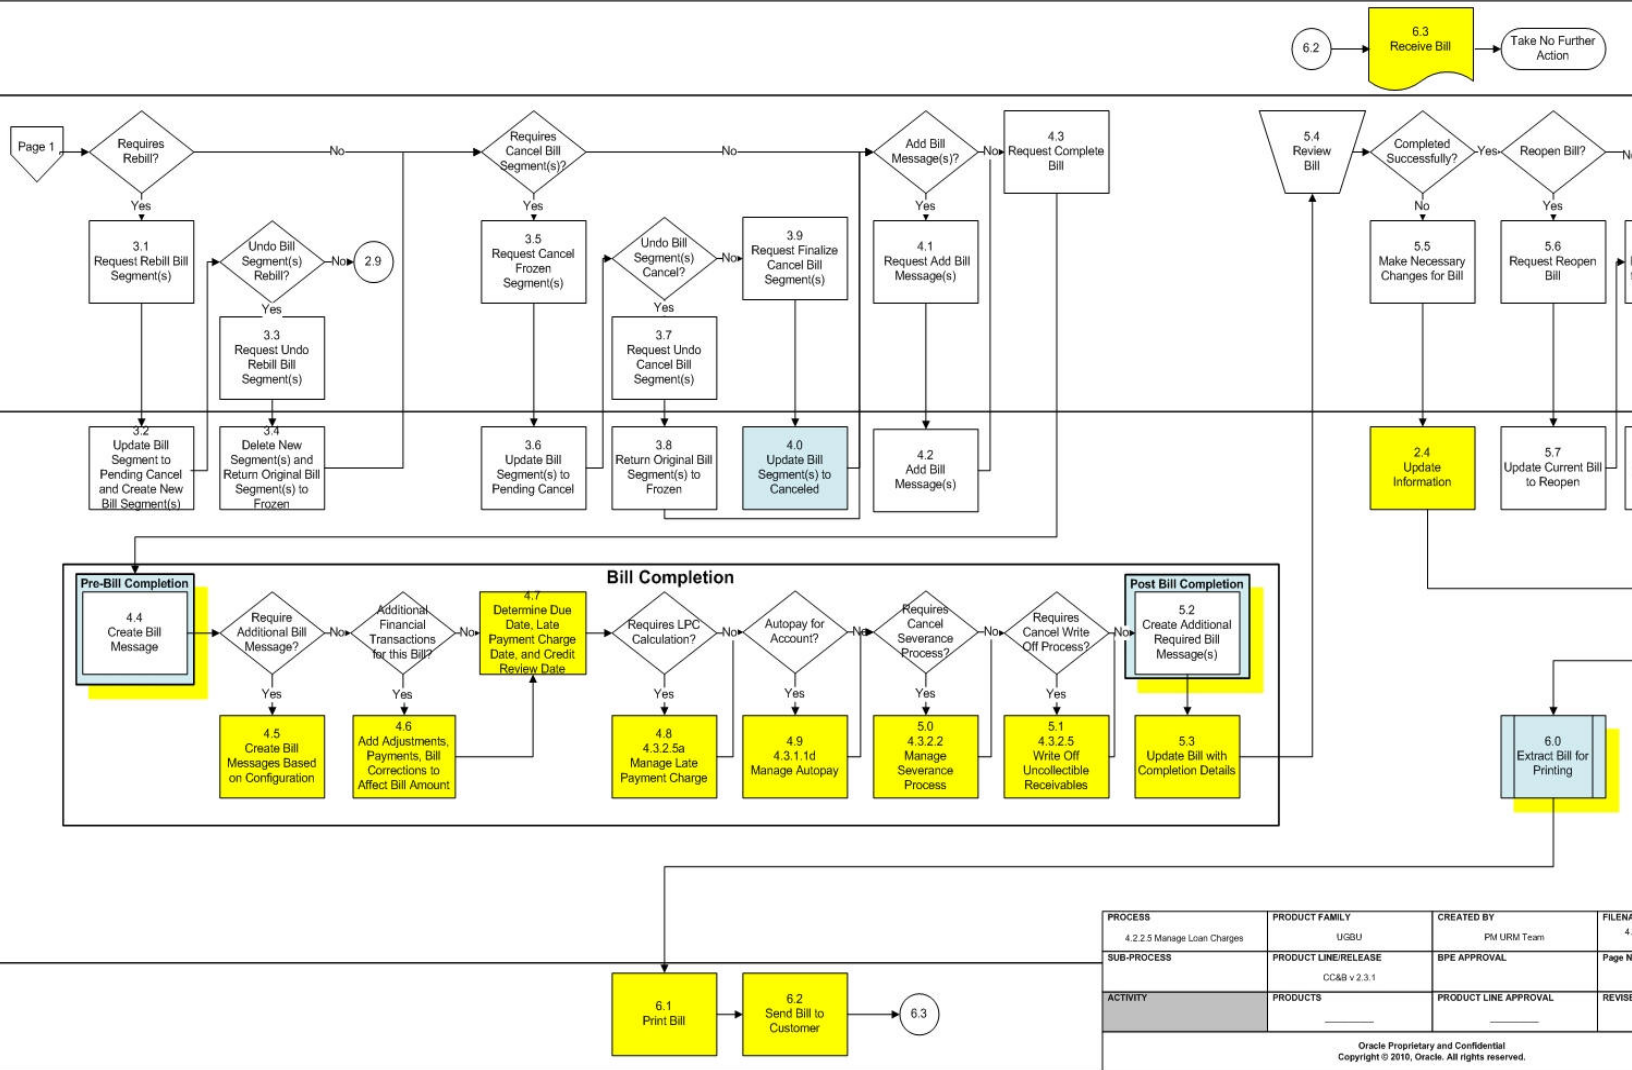 6.2
6.3
Receive Bill
Take No Further
Action
Page 1
Requires
Rebill?
No
Requires
Cancel Bill
Segment(s)?
No
Add Bill
Message(s)?
No
4.3
Request Complete
Bill
5.4
Review
Bill
Completed
Successfully?
Yes
Reopen Bill?
Yes
Yes
Yes
No
Yes
3.1
Request Rebill Bill
Segment(s)
Undo Bill
Segment(s)
Rebill?
No
2.9
Yes
3.3
Request Undo
Rebill Bill
Segment(s)
3.5
Request Cancel
Frozen
Segment(s)
Undo Bill
Segment(s)
Cancel?
No
Yes
3.7
Request Undo
Cancel Bill
Segment(s)
3.9
Request Finalize
Cancel Bill
Segment(s)
4.1
Request Add Bill
Message(s)
5.5
Make Necessary
Changes for Bill
5.6
Request Reopen
Bill
3.2
Update Bill
Segment to
Pending Cancel
and Create New
Bill Segment(s)
3.4
Delete New
Segment(s) and
Return Original Bill
Segment(s) to
Frozen
3.6
Update Bill
Segment(s) to
Pending Cancel
3.8
Return Original Bill
Segment(s) to
Frozen
4.0
Update Bill
Segment(s) to
Canceled
4.2
Add Bill
Message(s)
2.4
Update
Information
5.7
Update Current Bill
to Reopen
Bill Completion
Pre-Bill Completion
4.4
Create Bill
Message
Require
Additional Bill
Message?
No
Additional
Financial
Transactions
for this Bill?
No
4.7
Determine Due
Date, Late
Payment Charge
Date, and Credit
Review Date
Requires LPC
Calculation?
No
Autopay for
Account?
No
Requires
Cancel
Severance
Process?
No
Requires
Cancel Write
Off Process?
No
Post Bill Completion
5.2
Create Additional
Required Bill
Message(s)
Yes
Yes
Yes
Yes
Yes
Yes
4.5
Create Bill
Messages Based
on Configuration
4.6
Add Adjustments,
Payments, Bill
Corrections to
Affect Bill Amount
4.8
4.3.2.5a
Manage Late
Payment Charge
4.9
4.3.1.1d
Manage Autopay
5.0
4.3.2.2
Manage
Severance
Process
5.1
4.3.2.5
Write Off
Uncollectible
Receivables
5.3
Update Bill with
Completion Details
6.0
Extract Bill for
Printing
6.1
Print Bill
6.2
Send Bill to
Customer
6.3
PROCESS
4.2.2.5 Manage Loan Charges
PRODUCT FAMILY
UGBU
CREATED BY
PM URM Team
SUB-PROCESS
PRODUCT LINE/RELEASE
CC&B v 2.3.1
BPE APPROVAL
ACTIVITY
PRODUCTS
PRODUCT LINE APPROVAL
Oracle Proprietary and Confidential
Copyright © 2010, Oracle. All rights reserved.